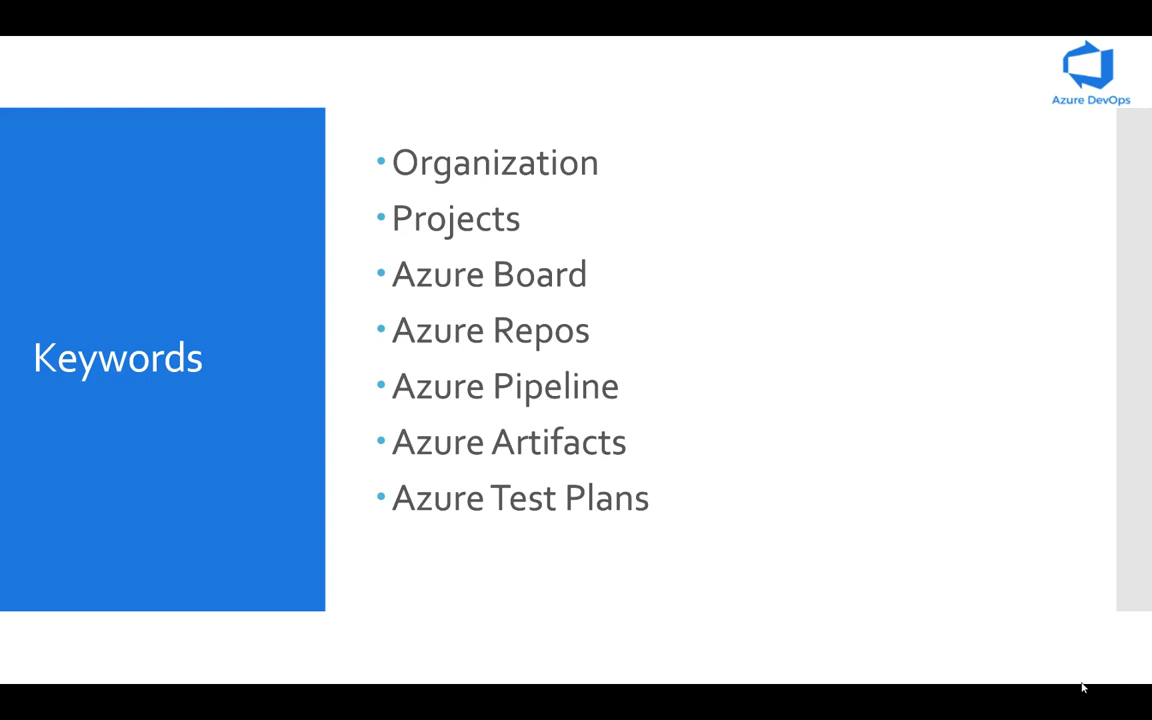 Azure DevOps
Keywords
Organization
Projects
Azure Board
Azure Repos
Azure Pipeline
Azure Artifacts
Azure Test Plans